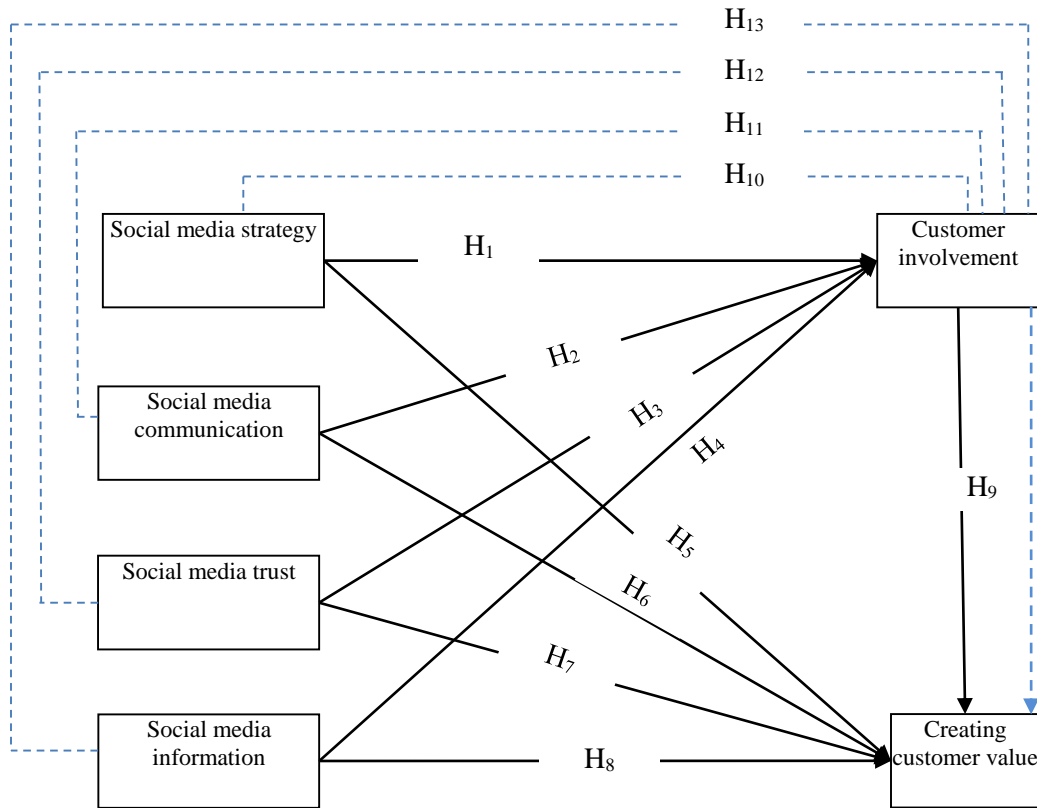 H13
H12
H11
H10
Social media strategy
H1
Customer
involvement
H2
Social media
communication
H3
H4
H9
H5
Social media trust
H6
H7
Social media
information
H8
Creating
customer value